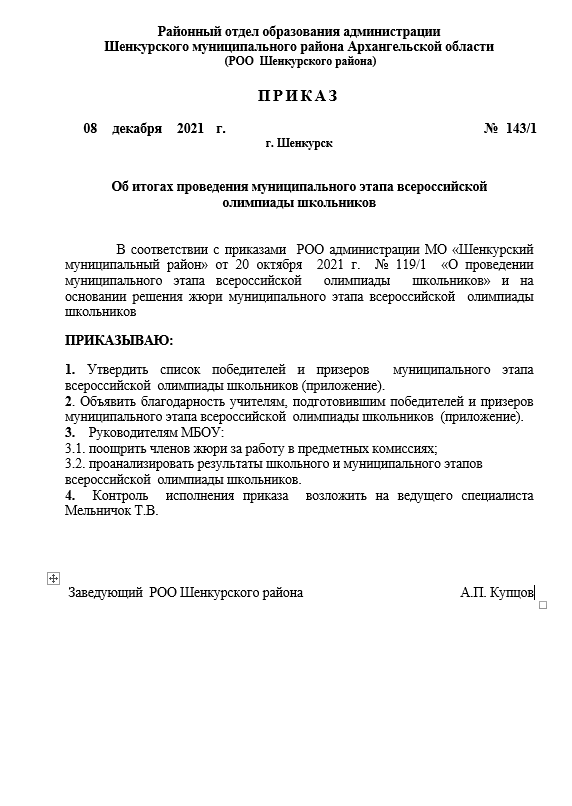 Районный отдел образования администрации
Шенкурского муниципального района Архангельской области
(РОО Шенкурского района)
П Р И К А З
08 декабря 2021 г. № 143/1
г. Шенкурск
Об итогах проведения муниципального этапа всероссийской
олимпиады школьников
В соответствии с приказами РОО администрации МО «Шенкурский
муниципальный район» от 20 октября 2021 г. № 119/1 «О проведении
муниципального этапа всероссийской олимпиады школьников» и на
основании решения жюри муниципального этапа всероссийской олимпиады
школьников
ПРИКАЗЫВАЮ:
1. Утвердить список победителей и призеров муниципального этапа
всероссийской олимпиады школьников (приложение).
2. Объявить благодарность учителям, подготовившим победителей и призеров
муниципального этапа всероссийской олимпиады школьников (приложение).
3. Руководителям МБОУ:
3.1. поощрить членов жюри за работу в предметных комиссиях;
3.2. проанализировать результаты школьного и муниципального этапов
всероссийской олимпиады школьников.
4. Контроль исполнения приказа возложить на ведущего специалиста
Мельничок Т.В.
Заведующий РОО Шенкурского района А.П. Купцов